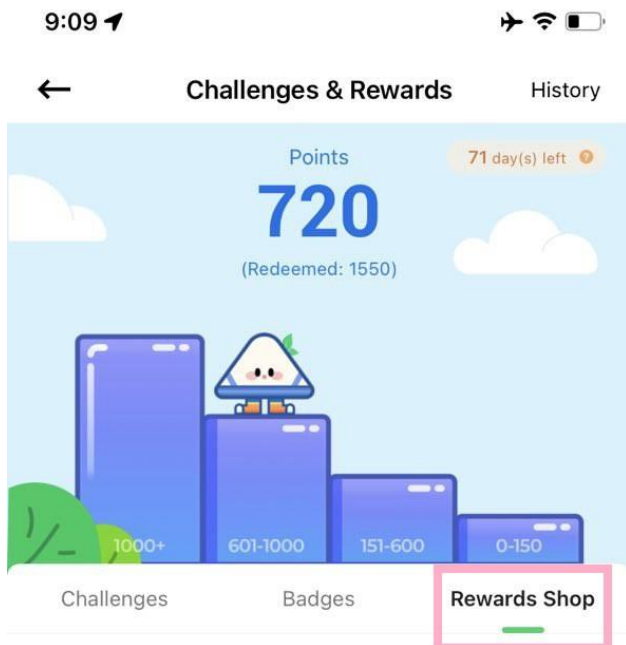 9:09
Challenges & Rewards
History
Points
71 day(s) left ?
720
(Redeemed: 1550)
1000+
601-1000
151-600
0-150
Challenges
Badges
Rewards Shop